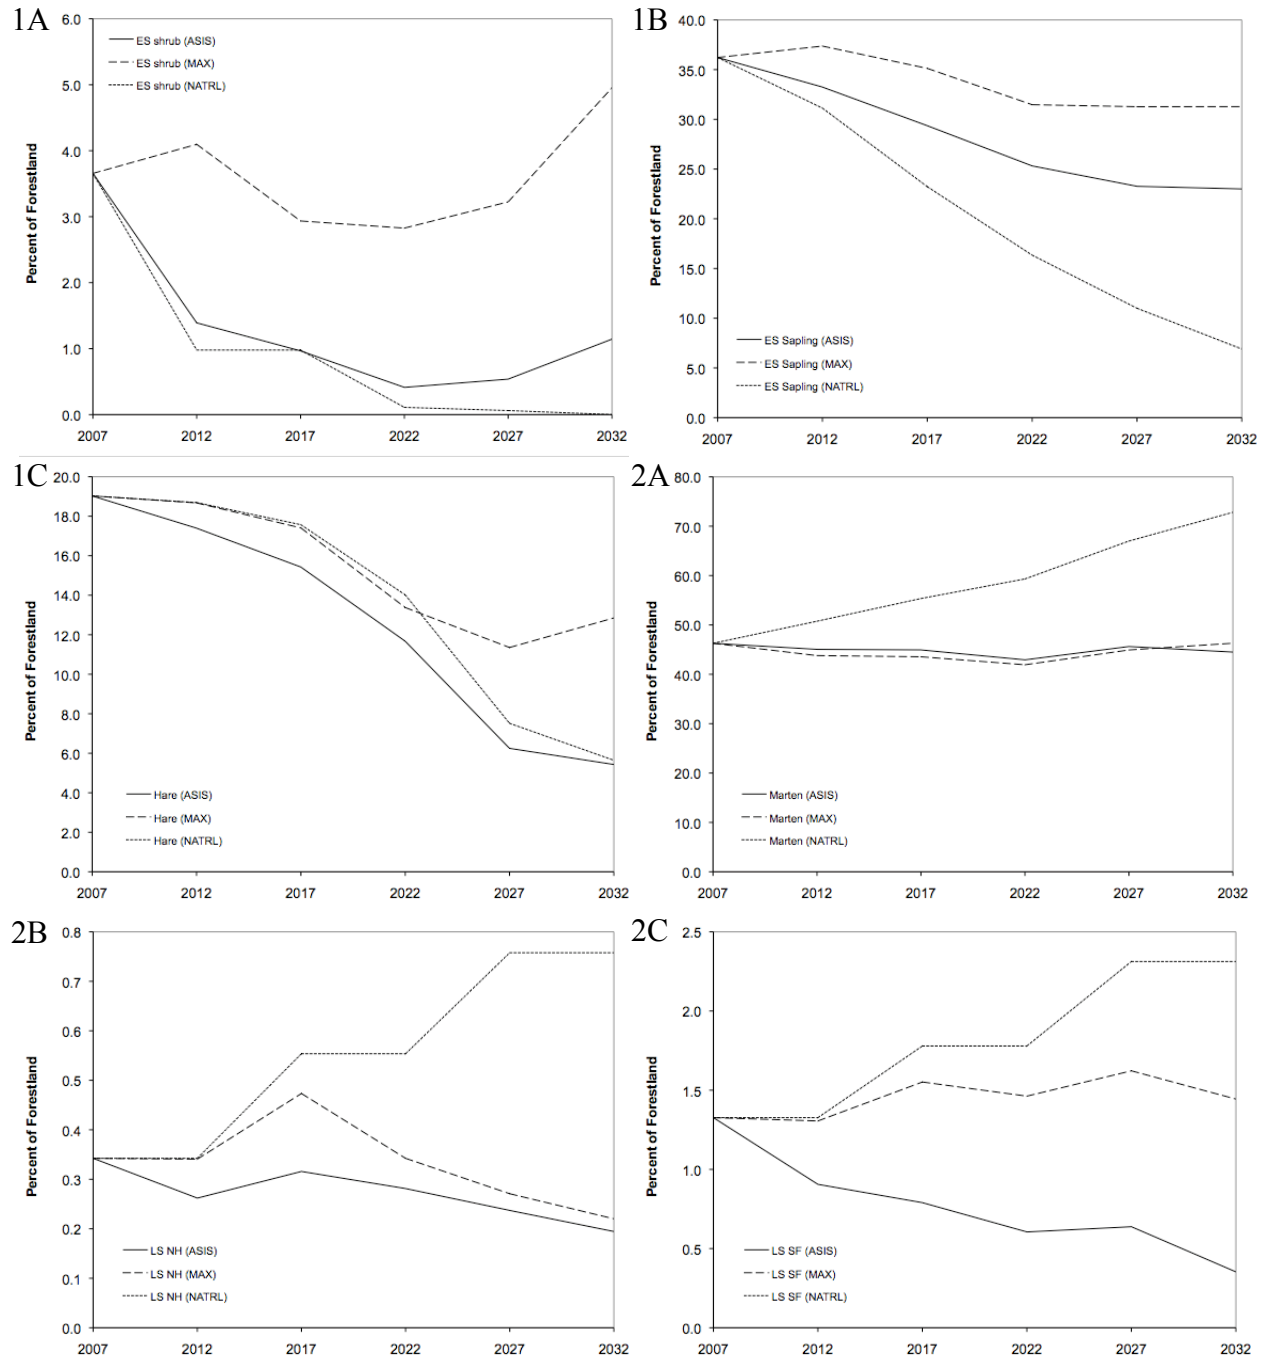 1A
6.0
5.0
4.0
3.0
2.0
1.0
0.0
Percent of Forestland
ES shrub (ASIS)
ES shrub (MAX)
ES shrub (NATRL)
2007 2012 2017 2022 2027 2032
1B
40.0
35.0
30.0
25.0
20.0
15.0
10.0
5.0
0.0
Percent of Forestland
ES Sapling (ASIS)
ES Sapling (MAX)
ES Sapling (NATRL)
2007 2012 2017 2022 2027 2032
1C
20.0
18.0
16.0
14.0
12.0
10.0
8.0
6.0
4.0
2.0
0.0
Percent of Forestland
Hare (ASIS)
Hare (MAX)
Hare (NATRL)
2007 2012 2017 2022 2027 2032
2A
80.0
70.0
60.0
50.0
40.0
30.0
20.0
10.0
0.0
Percent of Forestland
Marten (ASIS)
Marten (MAX)
Marten (NATRL)
2007 2012 2017 2022 2027 2032
2B
0.8
0.7
0.6
0.5
0.4
0.3
0.2
0.1
0.0
Percent of Forestland
LS NH (ASIS)
LS NH (MAX)
LS NH (NATRL)
2007 2012 2017 2022 2027 2032
2C
2.5
2.0
1.5
1.0
0.5
0.0
Percent of Forestland
LS SF (ASIS)
LS SF (MAX)
LS SF (NATRL)
2007 2012 2017 2022 2027 2032